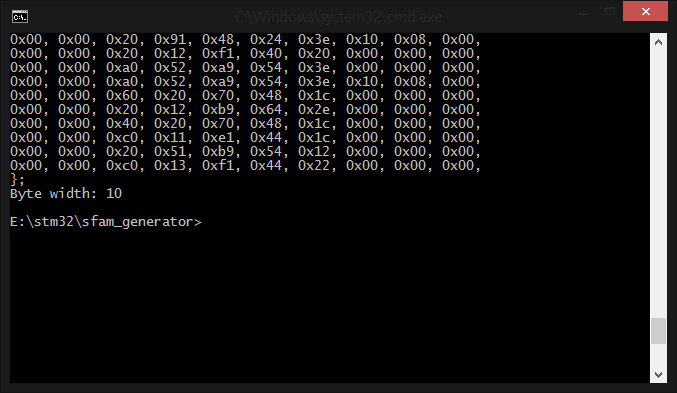 C:\Windows\system32\cmd.exe
0x00, 0x00, 0x20, 0x91, 0x48, 0x24, 0x3e, 0x10, 0x08, 0x00,
0x00, 0x00, 0x20, 0x12, 0xf1, 0x40, 0x20, 0x00, 0x00, 0x00,
0x00, 0x00, 0xa0, 0x52, 0xa9, 0x54, 0x3e, 0x00, 0x00, 0x00,
0x00, 0x00, 0xa0, 0x52, 0xa9, 0x54, 0x3e, 0x10, 0x08, 0x00,
0x00, 0x00, 0x60, 0x20, 0x70, 0x48, 0x1c, 0x00, 0x00, 0x00,
0x00, 0x00, 0x20, 0x12, 0xb9, 0x64, 0x2e, 0x00, 0x00, 0x00,
0x00, 0x00, 0x40, 0x20, 0x70, 0x48, 0x1c, 0x00, 0x00, 0x00,
0x00, 0x00, 0xc0, 0x11, 0xe1, 0x44, 0x1c, 0x00, 0x00, 0x00,
0x00, 0x00, 0x20, 0x51, 0xb9, 0x54, 0x12, 0x00, 0x00, 0x00,
0x00, 0x00, 0xc0, 0x13, 0xf1, 0x44, 0x22, 0x00, 0x00, 0x00,
};
Byte width: 10
E:\stm32\sfam_generator>